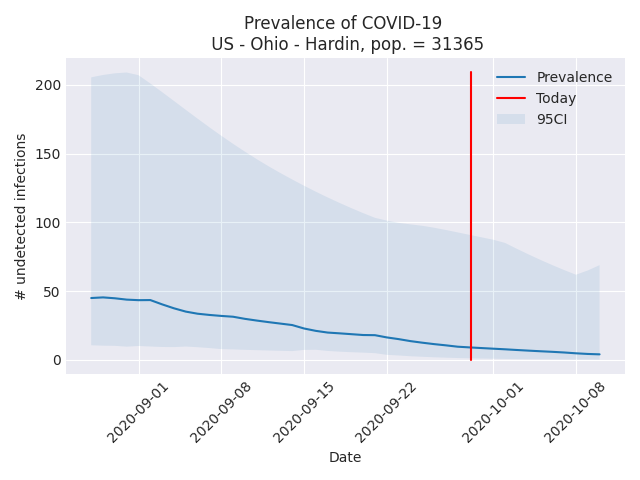 Prevalence of COVID-19
US - Ohio - Hardin, pop. = 31365
# undetected infections
200
150
100
50
0
Prevalence
Today
95CI
2020-09-01
2020-09-08
2020-09-15
2020-09-22
2020-10-01
2020-10-08
Date